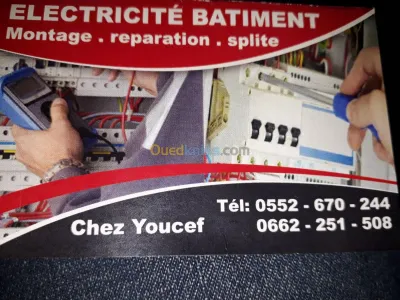 ELECTRICITÉ BATIMENT
Montage . reparation . splite
Ouedkniss.com
Chez Youcef
Tél: 0552 - 670 - 244
0662 - 251 - 508